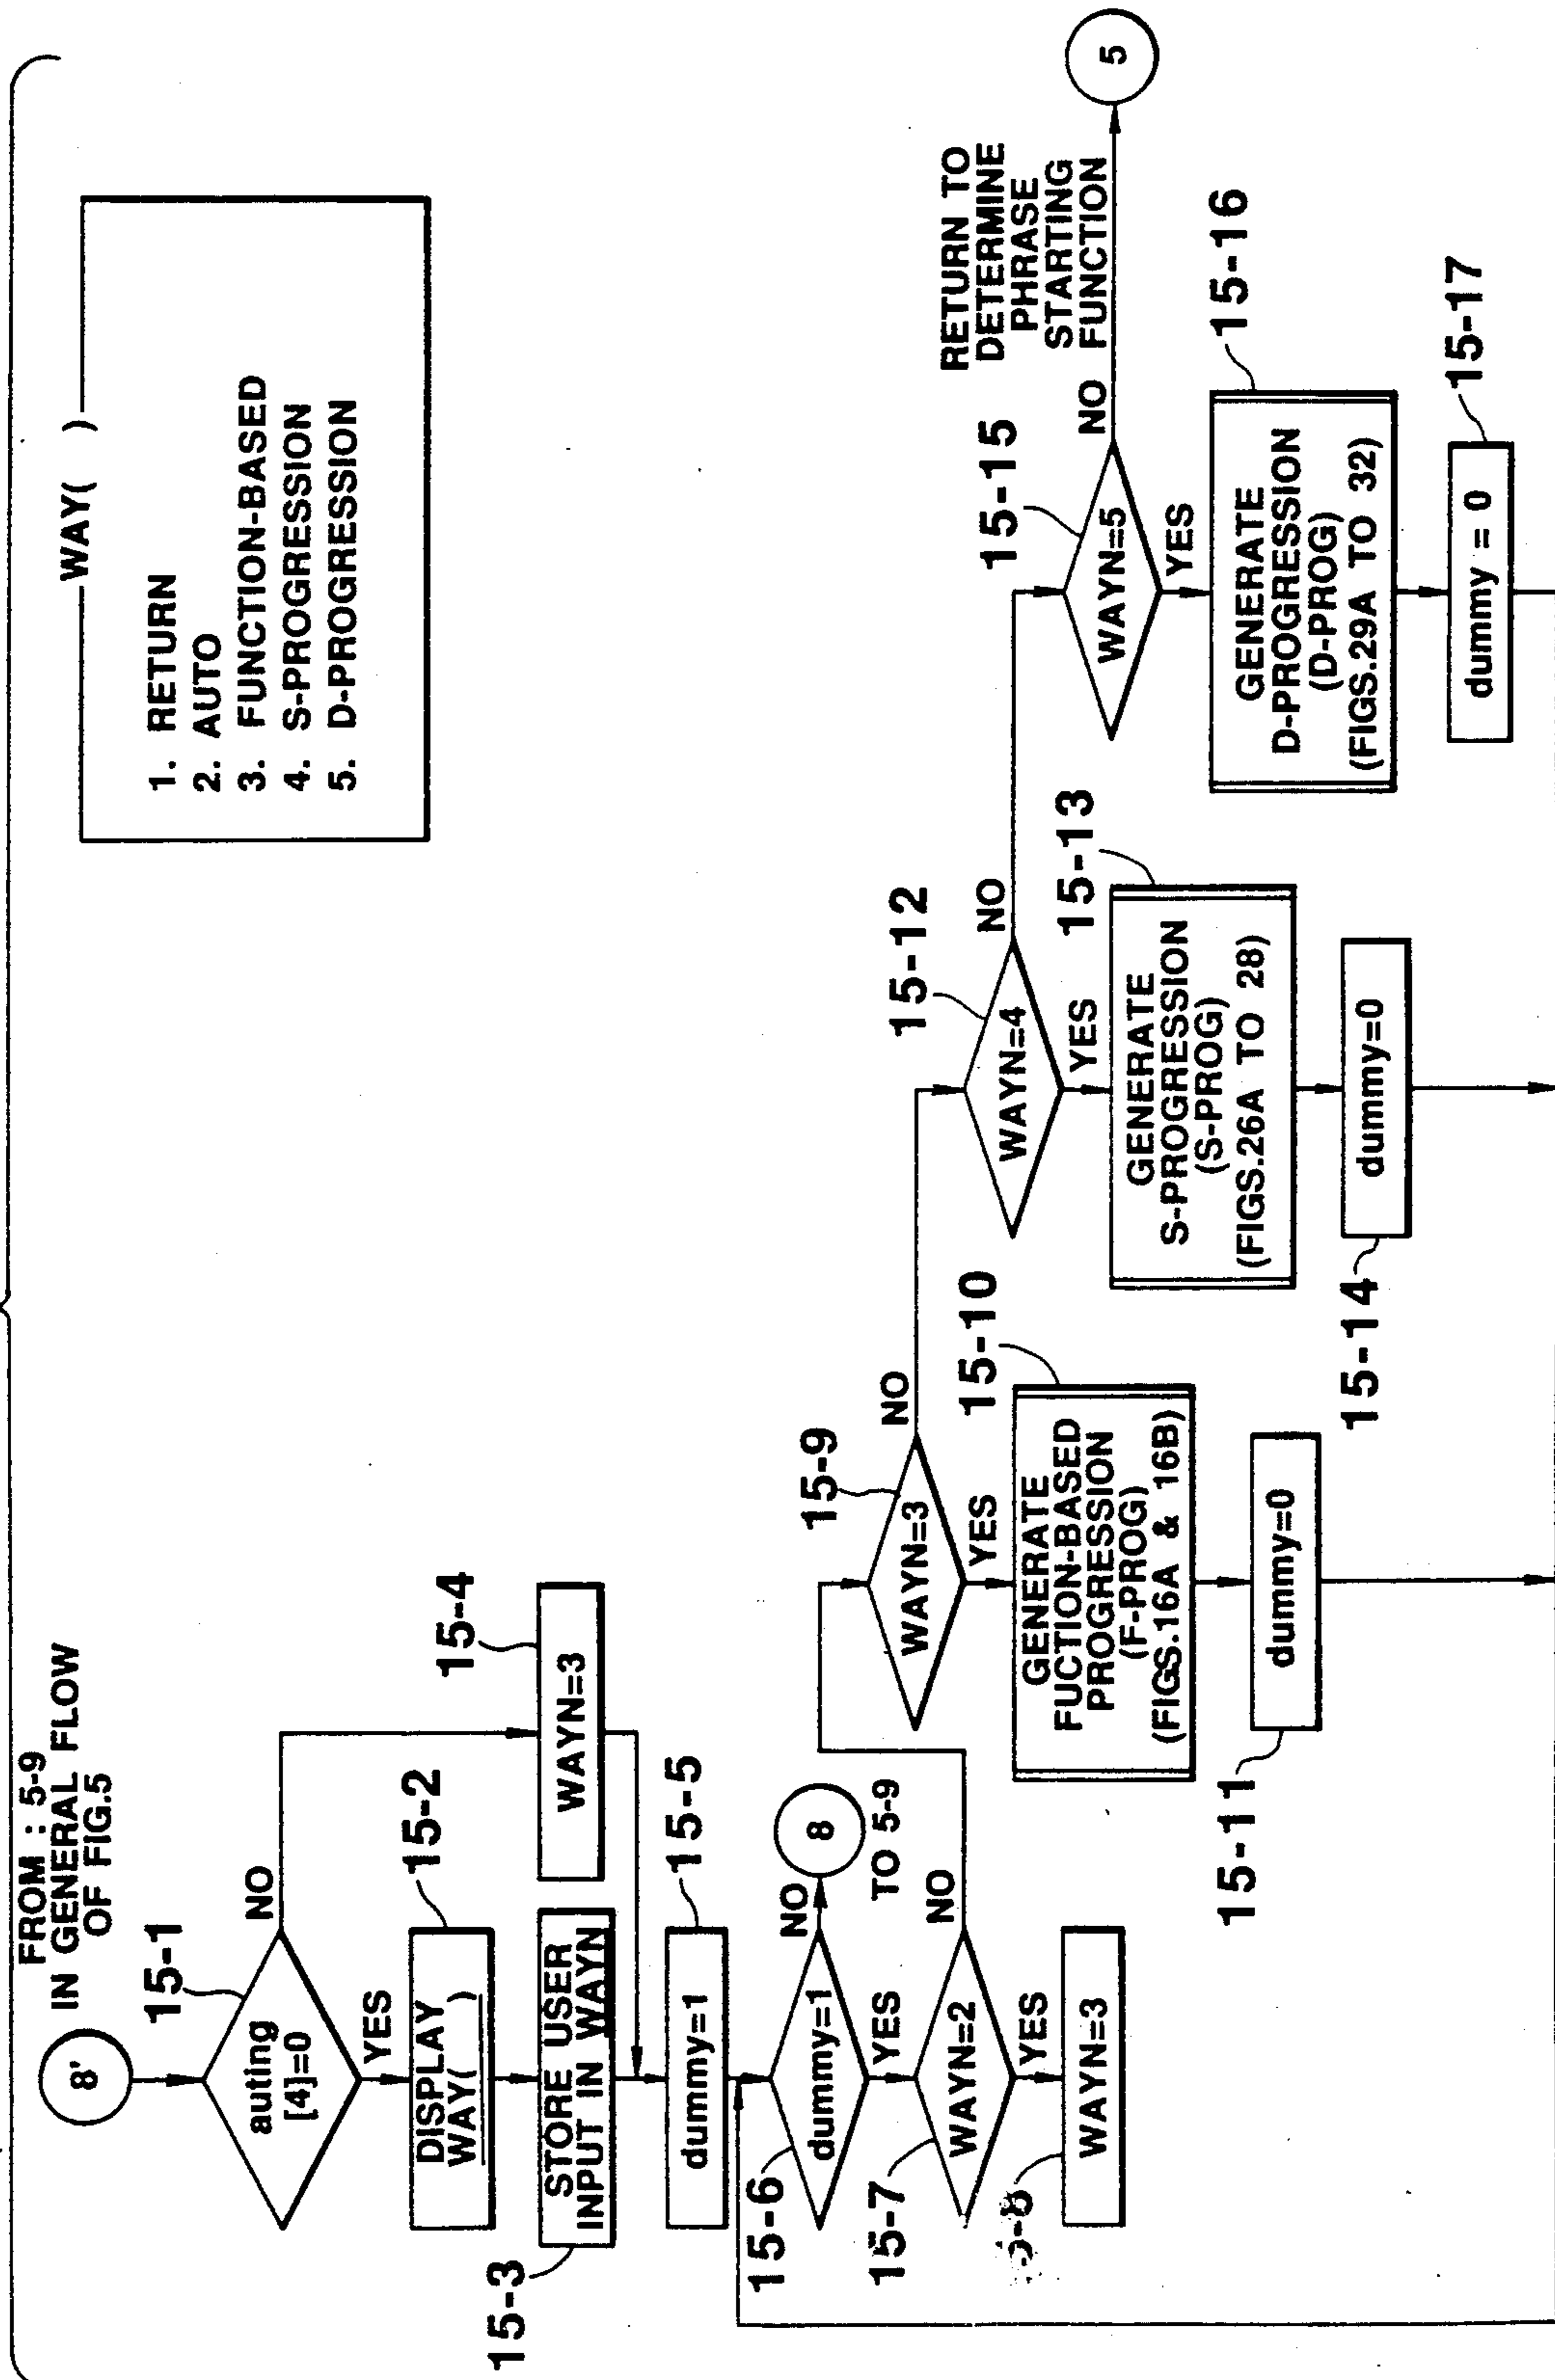 FROM : 5-9
IN GENERAL FLOW
OF FIG.5
8'
15-1
auting
[4]=0
NO
YES
15-2
DISPLAY
WAY( )
15-3
STORE USER
INPUT IN WAYN
15-4
WAYN=3
15-5
dummy=1
15-6
dummy=1
NO
8
TO 5-9
YES
15-7
WAYN=2
NO
YES
WAYN=3
15-9
WAYN=3
NO
YES
15-10
GENERATE
FUCTION-BASED
PROGRESSION
(F-PROG)
(FIGS.16A & 16B)
15-11
dummy=0
15-12
WAYN=4
NO
YES
15-13
GENERATE
S-PROGRESSION
(S-PROG)
(FIGS.26A TO 28)
15-14
dummy=0
15-15
WAYN=5
NO
YES
RETURN TO
DETERMINE
PHRASE
STARTING
FUNCTION
5
15-16
GENERATE
D-PROGRESSION
(D-PROG)
(FIGS.29A TO 32)
15-17
dummy = 0
WAY( )
1. RETURN
2. AUTO
3. FUNCTION-BASED
4. S-PROGRESSION
5. D-PROGRESSION